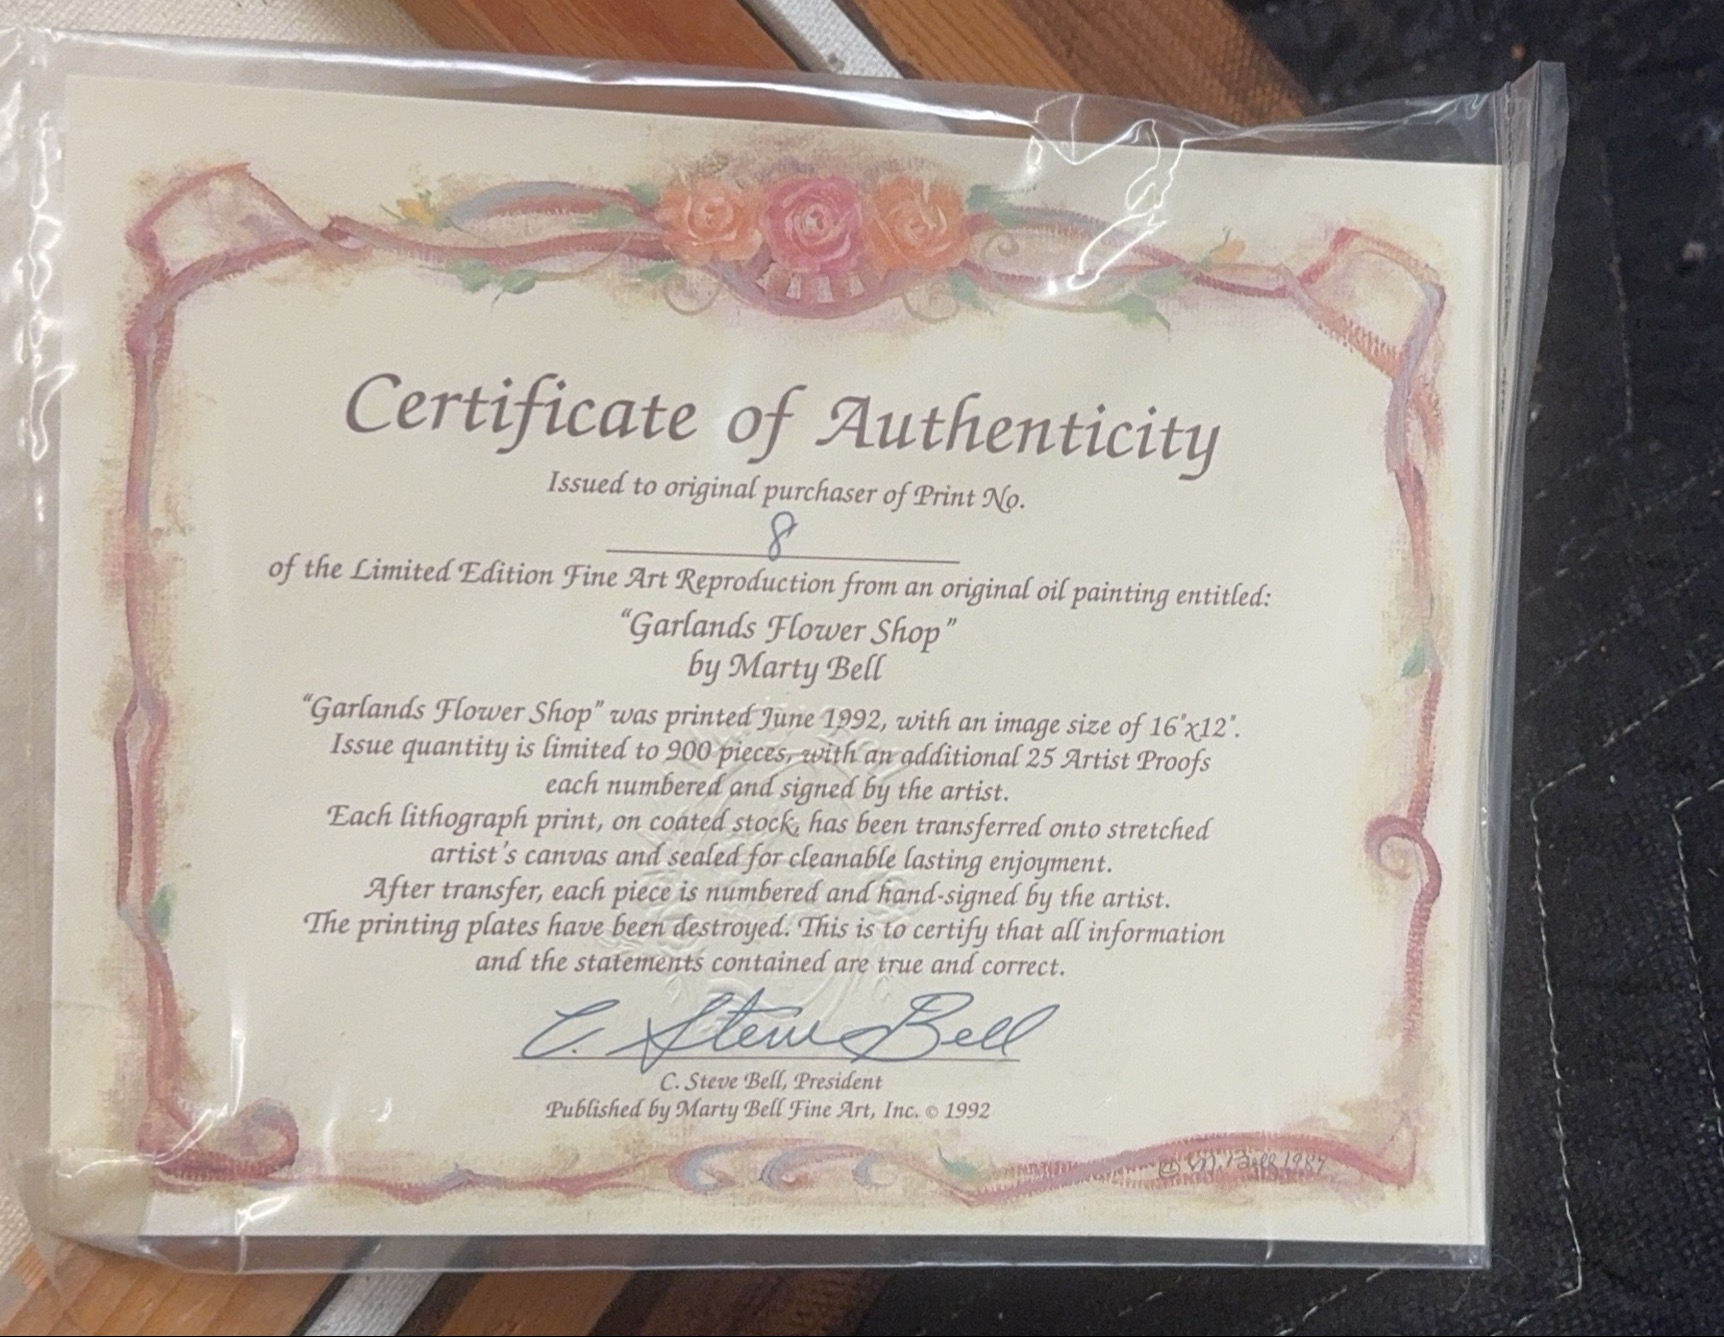 Certificate of Authenticity
Issued to original purchaser of Print No.
8
of the Limited Edition Fine Art Reproduction from an original oil painting entitled:
“Garlands Flower Shop”
by Marty Bell
“Garlands Flower Shop” was printed June 1992, with an image size of 16"x12".
Issue quantity is limited to 900 pieces, with an additional 25 Artist Proofs
each numbered and signed by the artist.
Each lithograph print, on coated stock, has been transferred onto stretched
artist's canvas and sealed for cleanable lasting enjoyment.
After transfer, each piece is numbered and hand-signed by the artist.
The printing plates have been destroyed. This is to certify that all information
and the statements contained are true and correct.
C. Steve Bell
C. Steve Bell, President
Published by Marty Bell Fine Art, Inc. © 1992
© M. Bell 1987